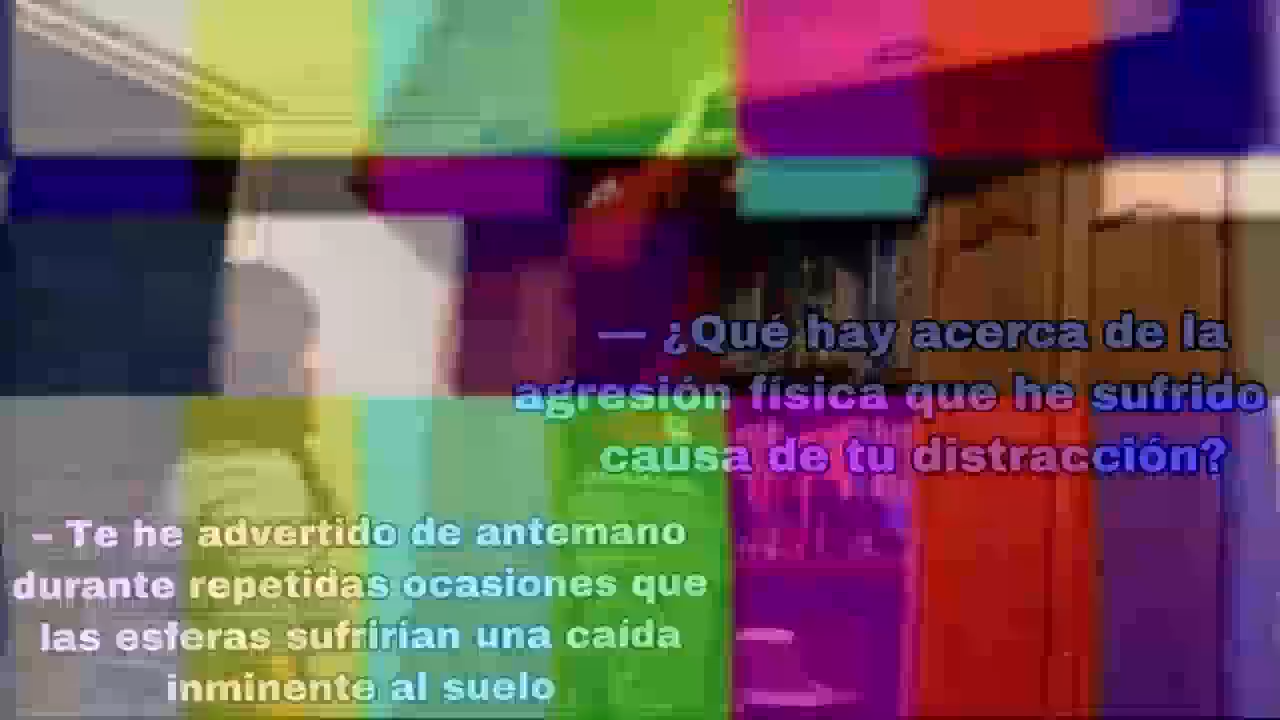 — ¿Qué hay acerca de la
agresión física que he sufrido
causa de tu distracción?
– Te he advertido de antemano
durante repetidas ocasiones que
las esferas sufrirían una caída
inminente al suelo